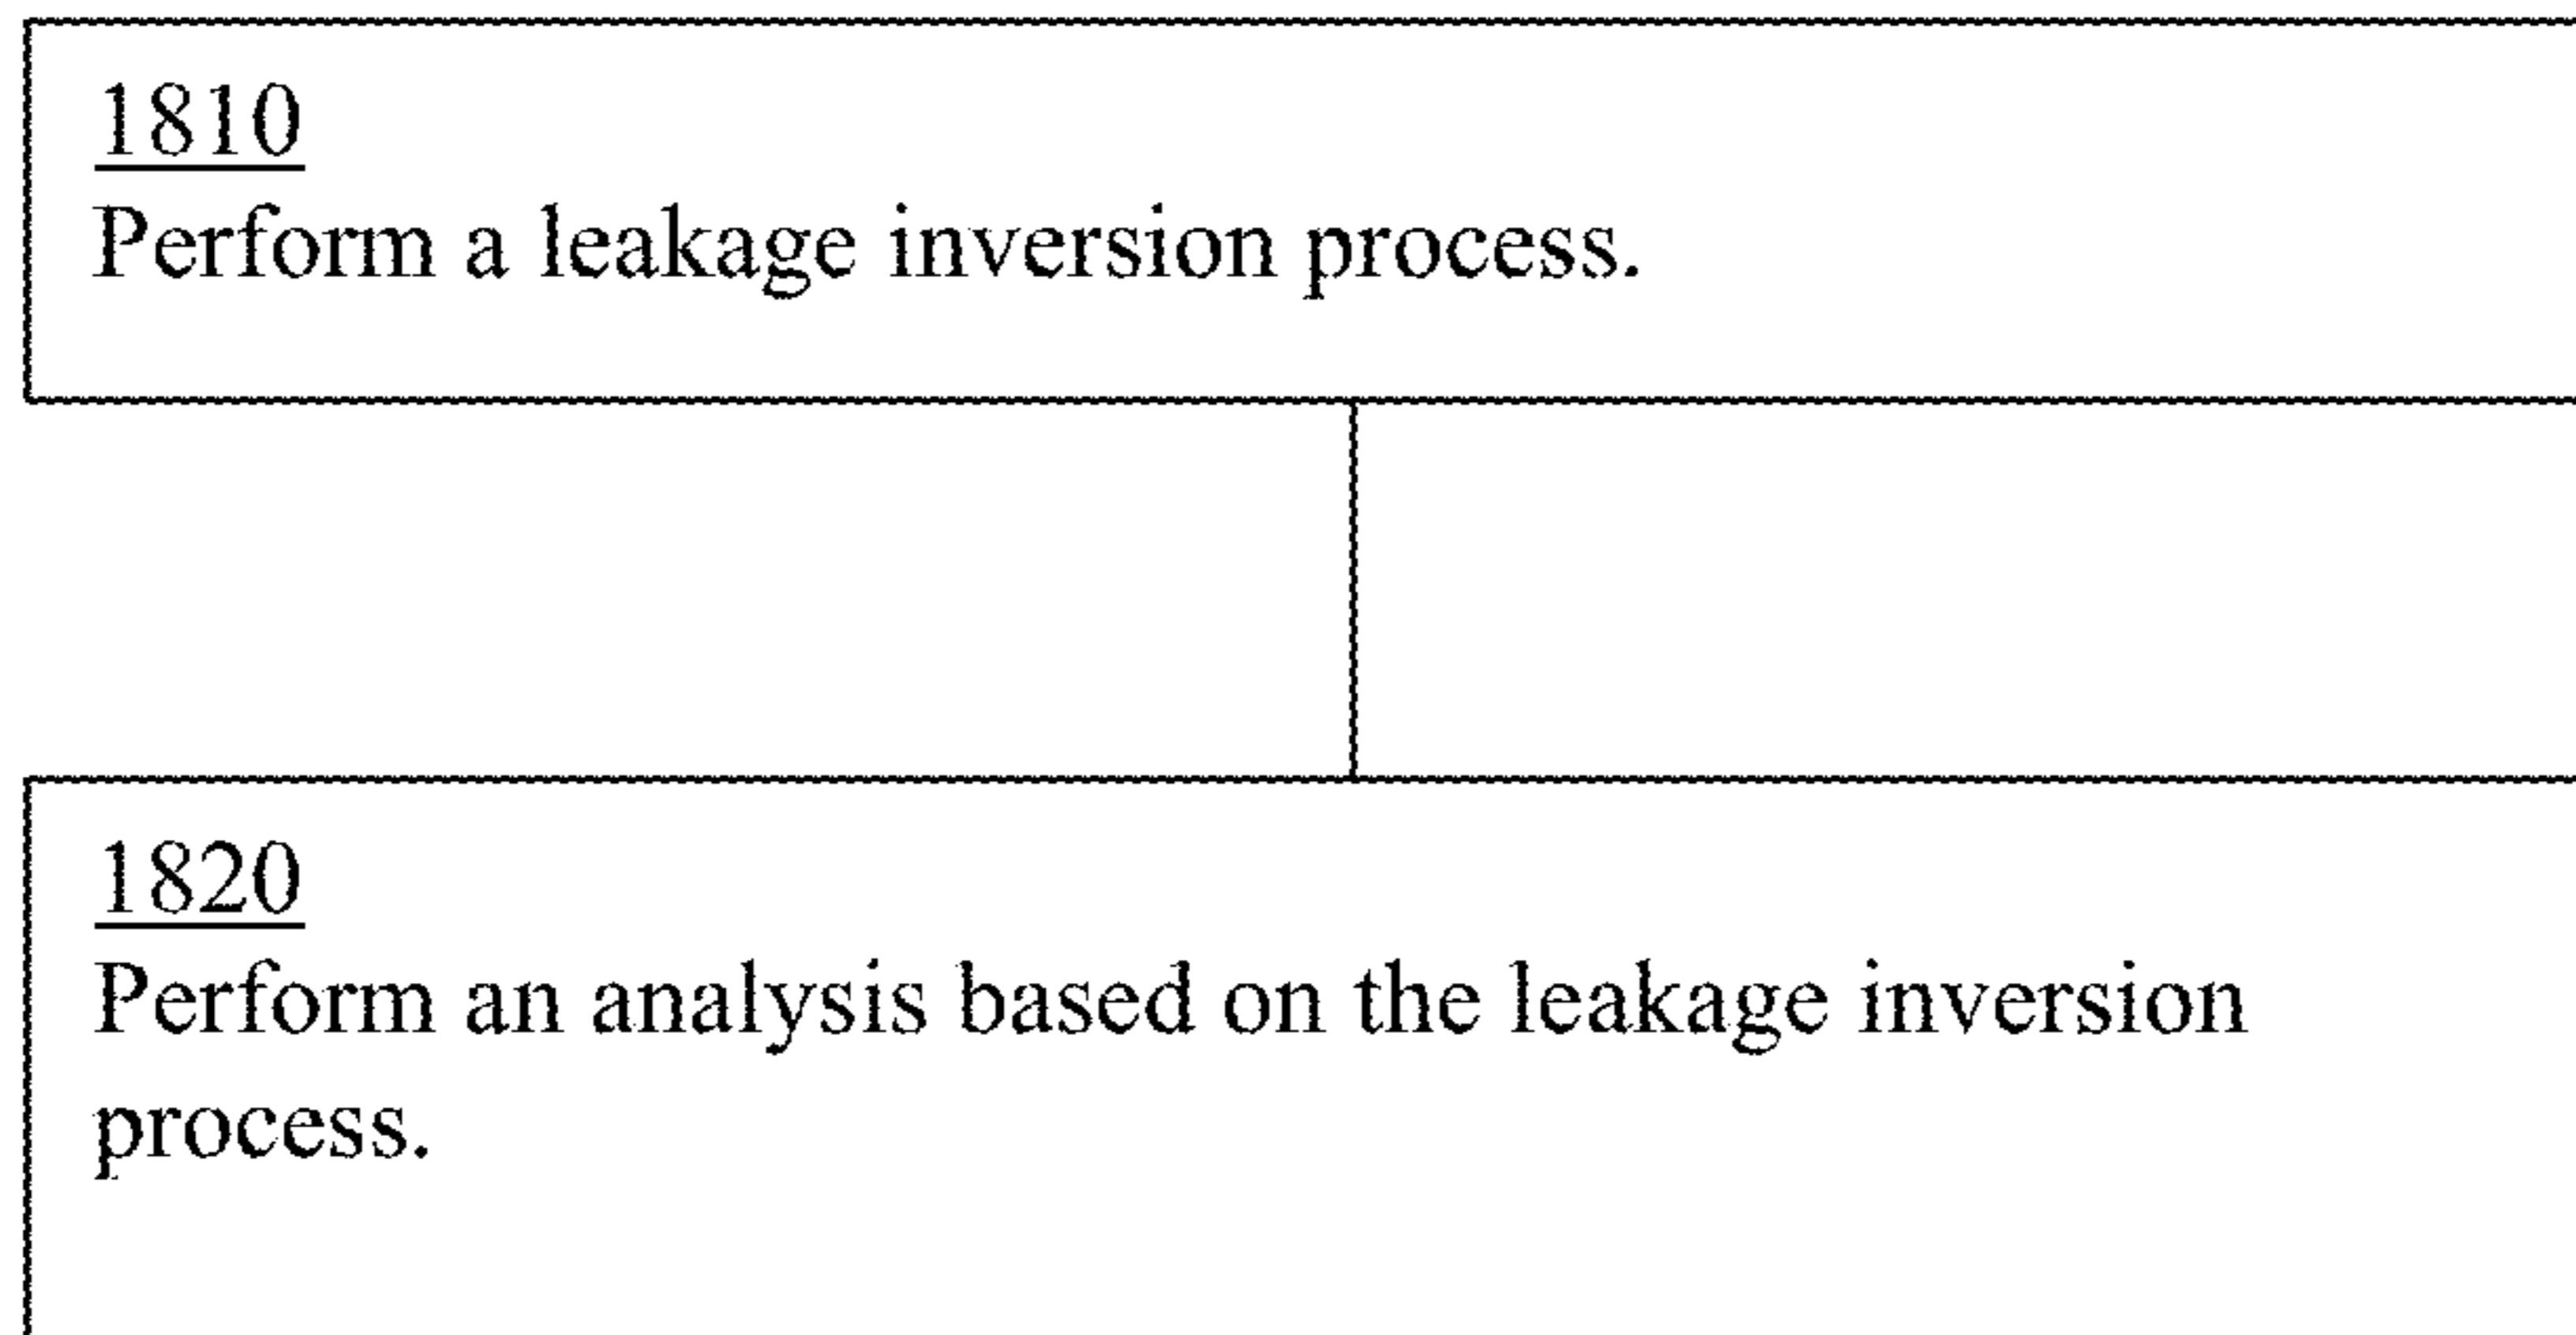 1810
Perform a leakage inversion process.
1820
Perform an analysis based on the leakage inversion
process.